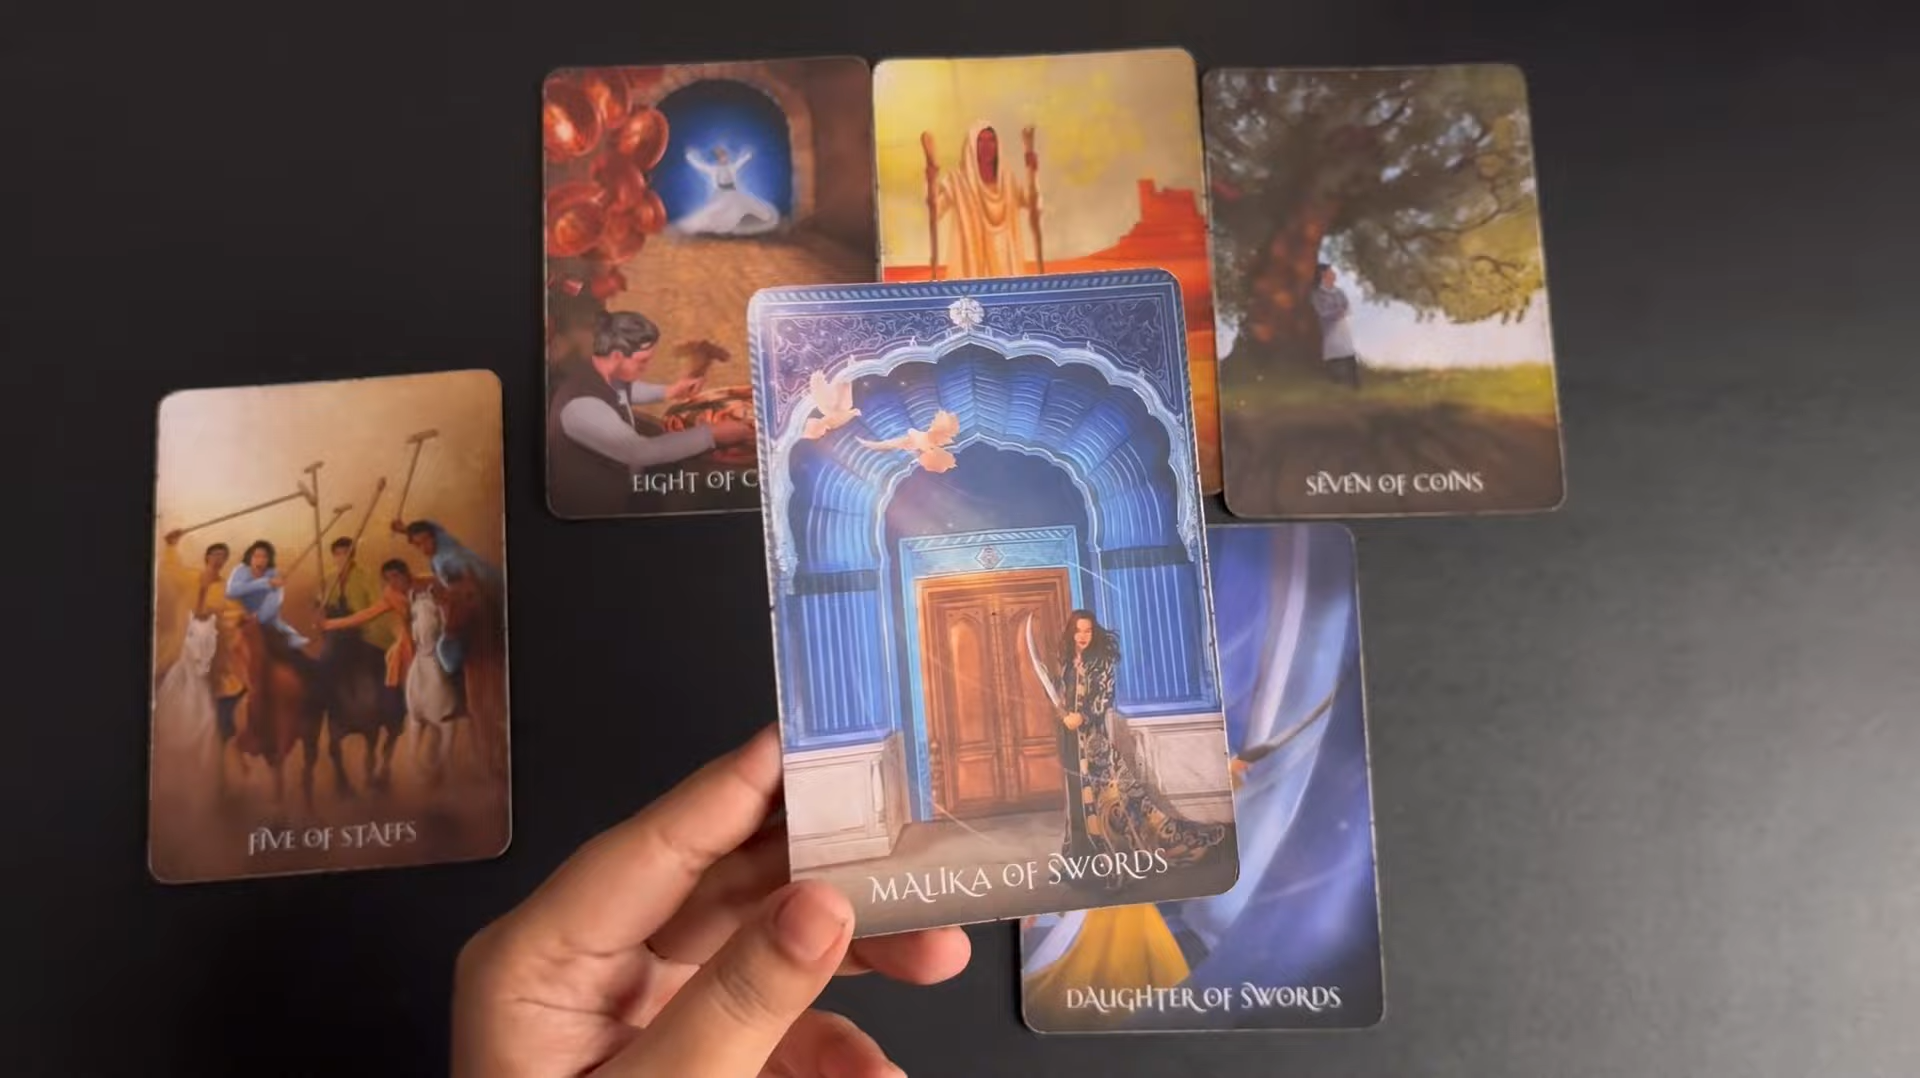 EIGHT OF C
SEVEN OF COINS
FIVE OF STAFFS
MALIKA OF SWORDS
DAUGHTER OF SWORDS